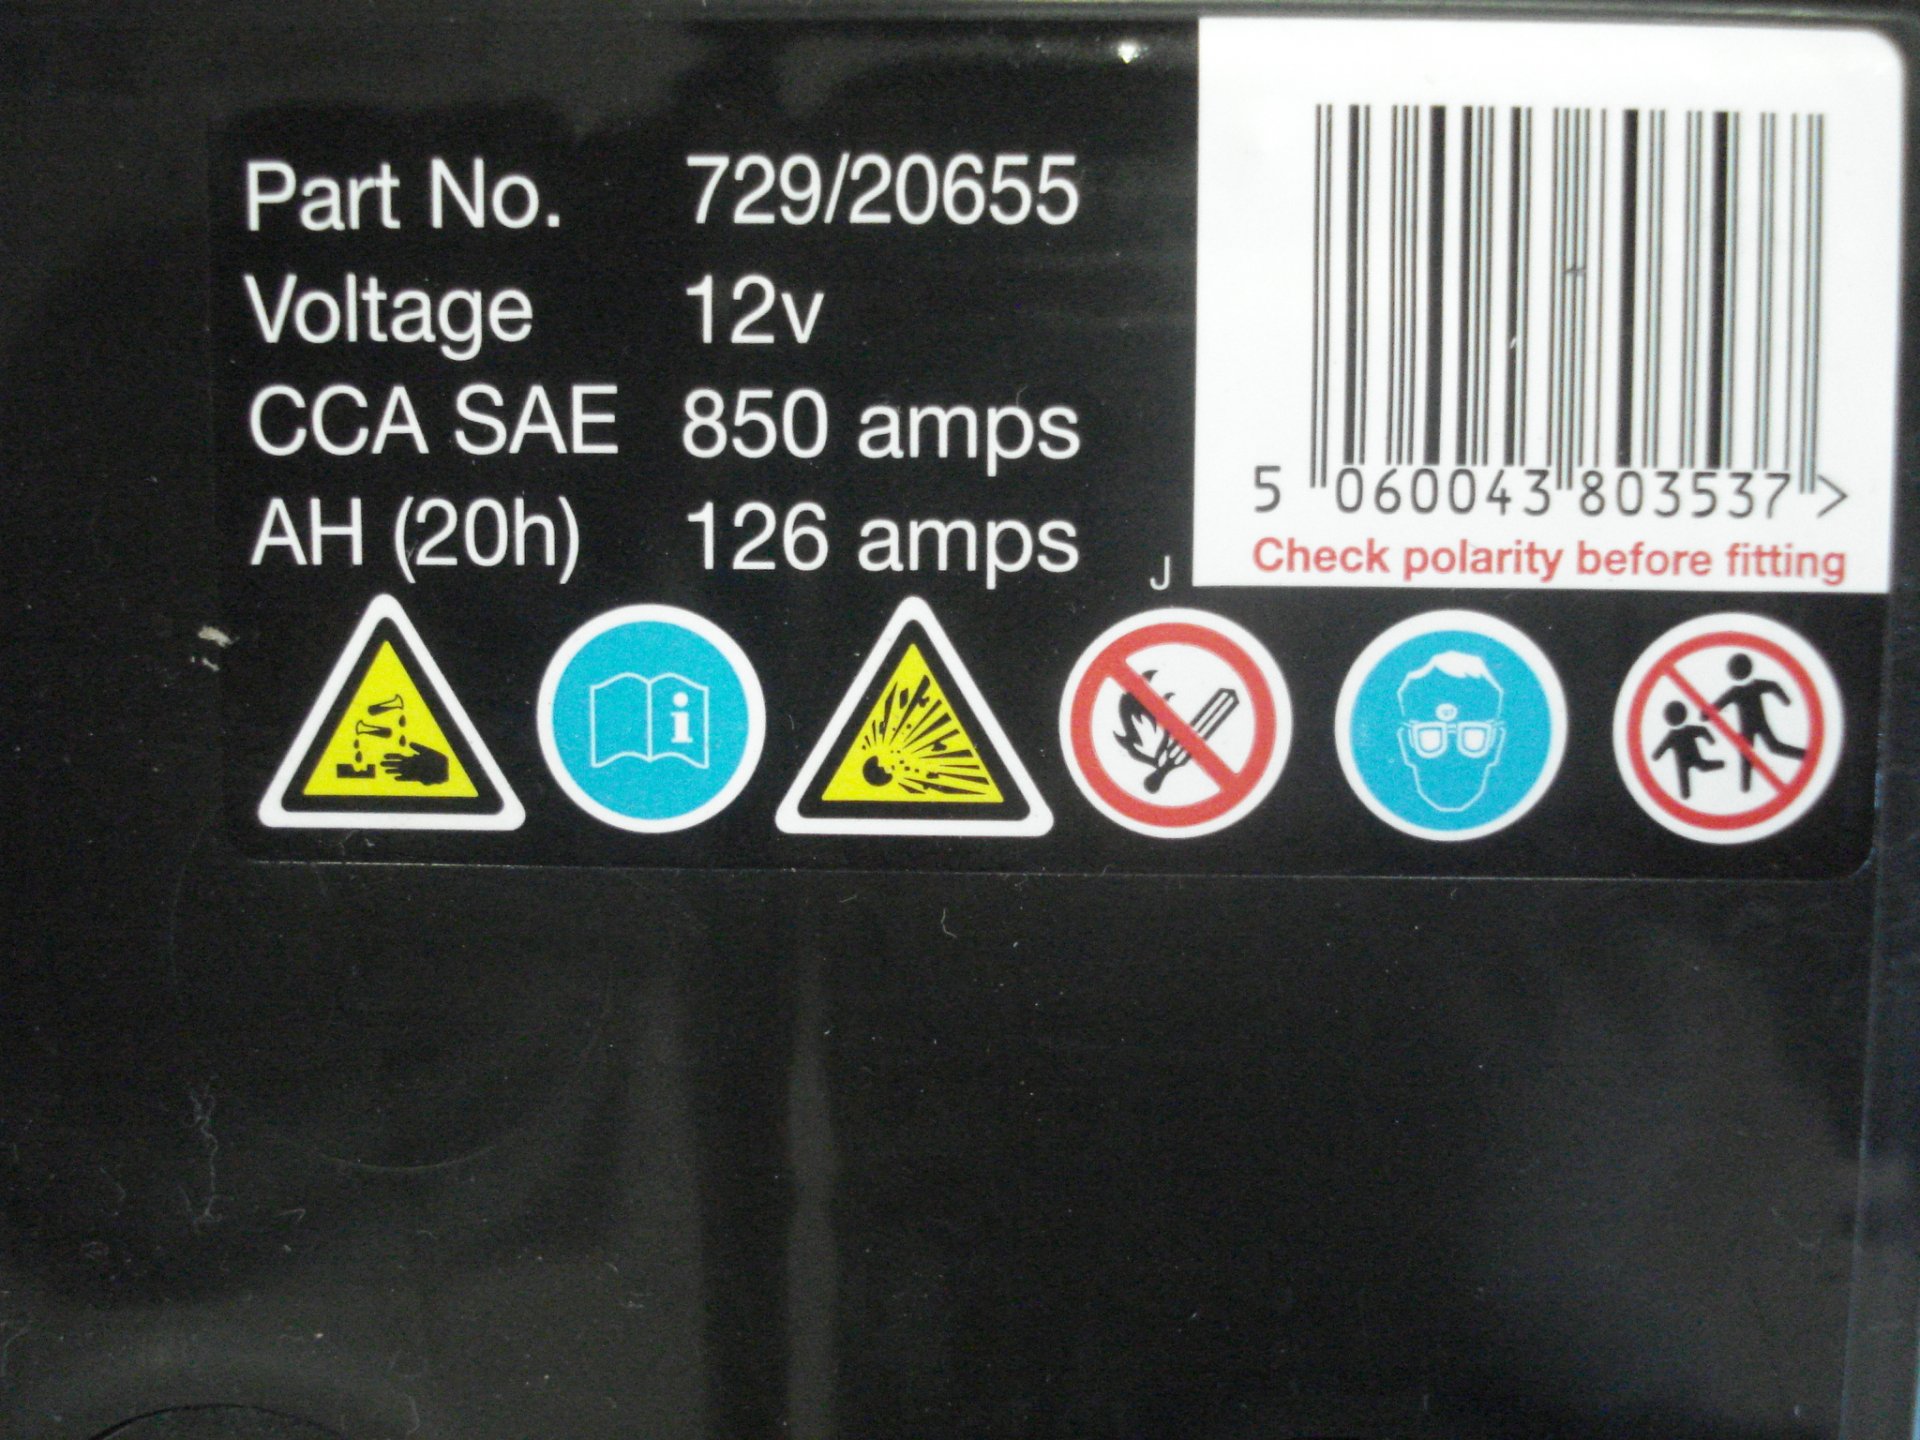 Part No. 729/20655
Voltage 12v
CCA SAE 850 amps
AH (20h) 126 amps
J
5 060043 803537 >
Check polarity before fitting
i